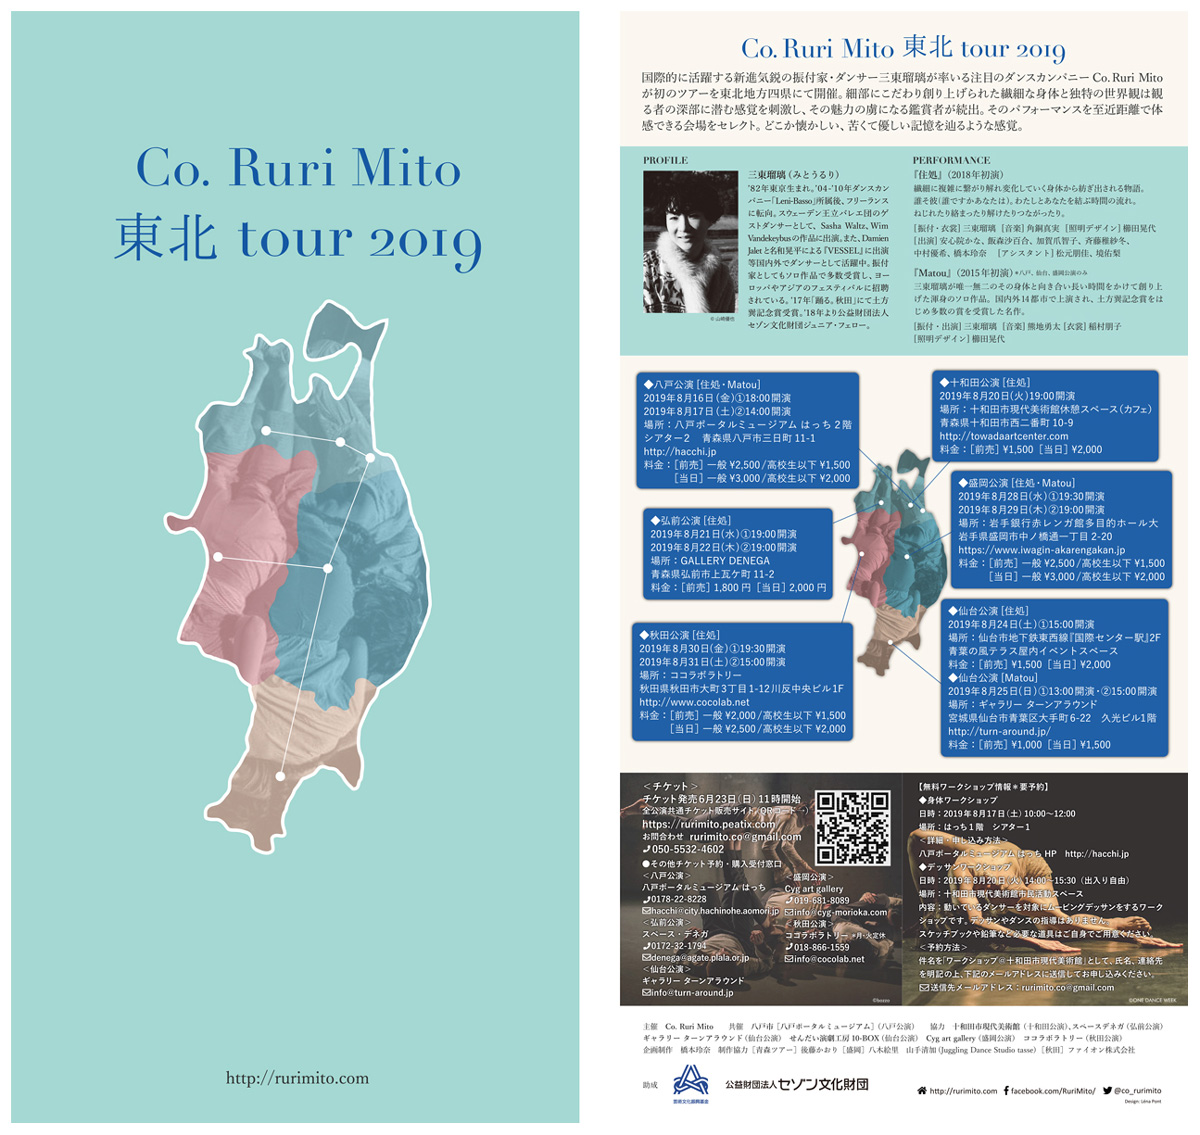 Co. Ruri Mito
東北 tour 2019
http://rurimito.com
Co. Ruri Mito 東北 tour 2019
国際的に活躍する新進気鋭の振付家・ダンサー三東瑠璃が率いる注目のダンスカンパニー Co. Ruri Mito
が初のツアーを東北地方四県にて開催。細部にこだわり創り上げられた繊細な身体と独特の世界観は観
る者の深部に潜む感覚を刺激し、その魅力の虜になる鑑賞者が続出。そのパフォーマンスを至近距離で体
感できる会場をセレクト。どこか懐かしい、苦くて優しい記憶を辿るような感覚。
PROFILE
三東瑠璃（みとうるり）
'82年東京生まれ。'04-'10年ダンスカン
パニー「Leni-Basso」所属後、フリーランス
に転向。スウェーデン王立バレエ団のゲ
ストダンサーとして、Sasha Waltz、Wim
Vandekeybusの作品に出演。また、Damien
Jaletと名和晃平による『VESSEL』に出演
等国内外でダンサーとして活躍中。振付
家としてもソロ作品で多数受賞し、ヨー
ロッパやアジアのフェスティバルに招聘
されている。'17年「踊る。秋田」にて土方
巽記念賞受賞。'18年より公益財団法人
セゾン文化財団ジュニア・フェロー。
© 山崎優也
PERFORMANCE
『住処』（2018年初演）
繊細に複雑に繋がり解れ変化していく身体から紡ぎ出される物語。
誰そ彼（誰ですかあなたは）。わたしとあなたを結ぶ時間の流れ。
ねじれたり絡まったり解けたりつながったり。
[振付・衣裳] 三東瑠璃 [音楽] 角銅真実 [照明デザイン] 櫛田晃代
[出演] 安心院かな、飯森沙百合、加賀爪智子、斉藤稚紗冬、
中村優希、橋本玲奈 [アシスタント] 松元朋佳、境佑梨
『Matou』（2015年初演）＊八戸、仙台、盛岡公演のみ
三東瑠璃が唯一無二のその身体と向き合い長い時間をかけて創り上
げた渾身のソロ作品。国内外14都市で上演され、土方巽記念賞をは
じめ多数の賞を受賞した名作。
[振付・出演] 三東瑠璃 [音楽] 熊地勇太 [衣裳] 稲村朋子
[照明デザイン] 櫛田晃代
◆八戸公演 [住処・Matou]
2019年8月16日（金）①18:00開演
2019年8月17日（土）②14:00開演
場所：八戸ポータルミュージアム はっち 2階
シアター2 青森県八戸市三日町 11-1
http://hacchi.jp
料金：[前売] 一般 ¥2,500/高校生以下 ¥1,500
[当日] 一般 ¥3,000/高校生以下 ¥2,000
◆十和田公演 [住処]
2019年8月20日（火）19:00開演
場所：十和田市現代美術館休憩スペース（カフェ）
青森県十和田市西二番町 10-9
http://towadaartcenter.com
料金：[前売] ¥1,500 [当日] ¥2,000
◆弘前公演 [住処]
2019年8月21日（水）①19:00開演
2019年8月22日（木）②19:00開演
場所：GALLERY DENEGA
青森県弘前市上瓦ケ町 11-2
料金：[前売] 1,800 円 [当日] 2,000 円
◆盛岡公演 [住処・Matou]
2019年8月28日（水）①19:30開演
2019年8月29日（木）②19:00開演
場所：岩手銀行赤レンガ館多目的ホール大
岩手県盛岡市中ノ橋通一丁目 2-20
https://www.iwagin-akarengakan.jp
料金：[前売] 一般 ¥2,500/高校生以下 ¥1,500
[当日] 一般 ¥3,000/高校生以下 ¥2,000
◆秋田公演 [住処]
2019年8月30日（金）①19:30開演
2019年8月31日（土）②15:00開演
場所：ココラボラトリー
秋田県秋田市大町3丁目1-12川反中央ビル1F
http://www.cocolab.net
料金：[前売] 一般 ¥2,000/高校生以下 ¥1,500
[当日] 一般 ¥2,500/高校生以下 ¥2,000
◆仙台公演 [住処]
2019年8月24日（土）①15:00開演
場所：仙台市地下鉄東西線『国際センター駅』2F
青葉の風テラス屋内イベントスペース
料金：[前売] ¥1,500 [当日] ¥2,000
◆仙台公演 [Matou]
2019年8月25日（日）①13:00開演・②15:00開演
場所：ギャラリー ターンアラウンド
宮城県仙台市青葉区大手町 6-22 久光ビル1階
http://turn-around.jp/
料金：[前売] ¥1,000 [当日] ¥1,500
＜チケット＞
チケット発売6月23日（日）11時開始
全公演共通チケット販売サイト（QRコード→）
https://rurimito.peatix.com
お問合わせ rurimito.co@gmail.com
050-5532-4602
●その他チケット予約・購入受付窓口
＜八戸公演＞
八戸ポータルミュージアム はっち
0178-22-8228
hacchi@city.hachinohe.aomori.jp
＜弘前公演＞
スペース・デネガ
0172-32-1794
denega@agate.plala.or.jp
＜仙台公演＞
ギャラリー ターンアラウンド
info@turn-around.jp
＜盛岡公演＞
Cyg art gallery
019-681-8089
info@cyg-morioka.com
＜秋田公演＞
ココラボラトリー ＊月・火定休
018-866-1559
info@cocolab.net
©bozzo
【無料ワークショップ情報＊要予約】
◆身体ワークショップ
日時：2019年8月17日（土）10:00〜12:00
場所：はっち1階 シアター1
＜詳細・申し込み方法＞
八戸ポータルミュージアム はっち HP http://hacchi.jp
◆デッサンワークショップ
日時：2019年8月20日（火）14:00〜15:30（出入り自由）
場所：十和田市現代美術館市民活動スペース
内容：動いているダンサーを対象にムービングデッサンをするワーク
ショップです。デッサンやダンスの指導はありません。
スケッチブックや鉛筆など必要な道具はご自身でご用意ください。
＜予約方法＞
件名を「ワークショップ＠十和田市現代美術館」として、氏名、連絡先
を明記の上、下記のメールアドレスに送信してお申し込みください。
送信先メールアドレス：rurimito.co@gmail.com
©ONE DANCE WEEK
主催 Co. Ruri Mito 共催 八戸市 [八戸ポータルミュージアム]（八戸公演） 協力 十和田市現代美術館（十和田公演）、スペースデネガ（弘前公演）
ギャラリー ターンアラウンド（仙台公演） せんだい演劇工房 10-BOX（仙台公演） Cyg art gallery（盛岡公演） ココラボラトリー（秋田公演）
企画制作 橋本玲奈 制作協力 [青森ツアー] 後藤かおり [盛岡] 八木絵里 山手清加（Juggling Dance Studio tasse） [秋田] ファイオン株式会社
助成
芸術文化振興基金
公益財団法人セゾン文化財団
http://rurimito.com facebook.com/RuriMito/ @co_rurimito
Design: Léna Pont